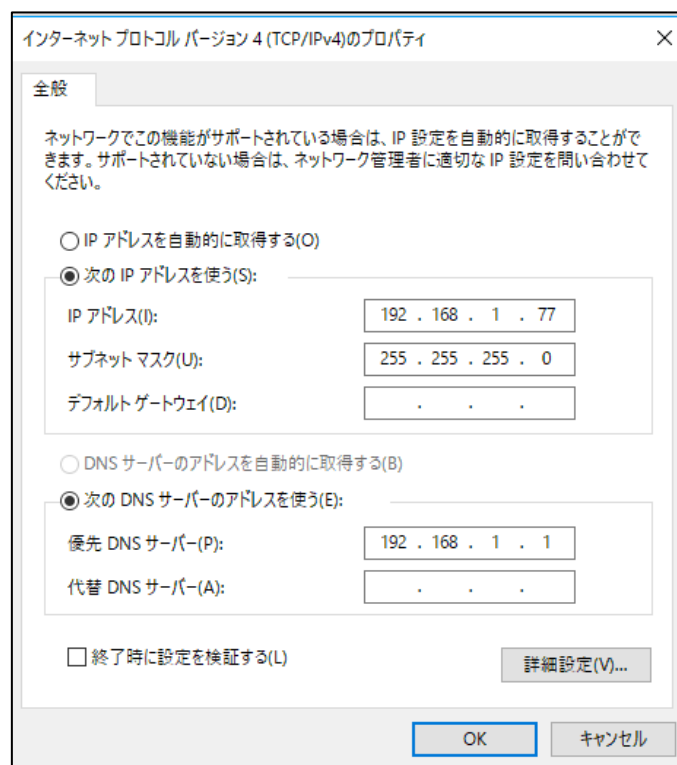 インターネット プロトコル バージョン 4 (TCP/IPv4)のプロパティ
全般
ネットワークでこの機能がサポートされている場合は、IP 設定を自動的に取得することがで
きます。サポートされていない場合は、ネットワーク管理者に適切な IP 設定を問い合わせて
ください。
IP アドレスを自動的に取得する(O)
次の IP アドレスを使う(S):
IP アドレス(I): 192 . 168 . 1 . 77
サブネット マスク(U): 255 . 255 . 255 . 0
デフォルト ゲートウェイ(D): . . .
DNS サーバーのアドレスを自動的に取得する(B)
次の DNS サーバーのアドレスを使う(E):
優先 DNS サーバー(P): 192 . 168 . 1 . 1
代替 DNS サーバー(A): . . .
終了時に設定を検証する(L)
詳細設定(V)...
OK キャンセル